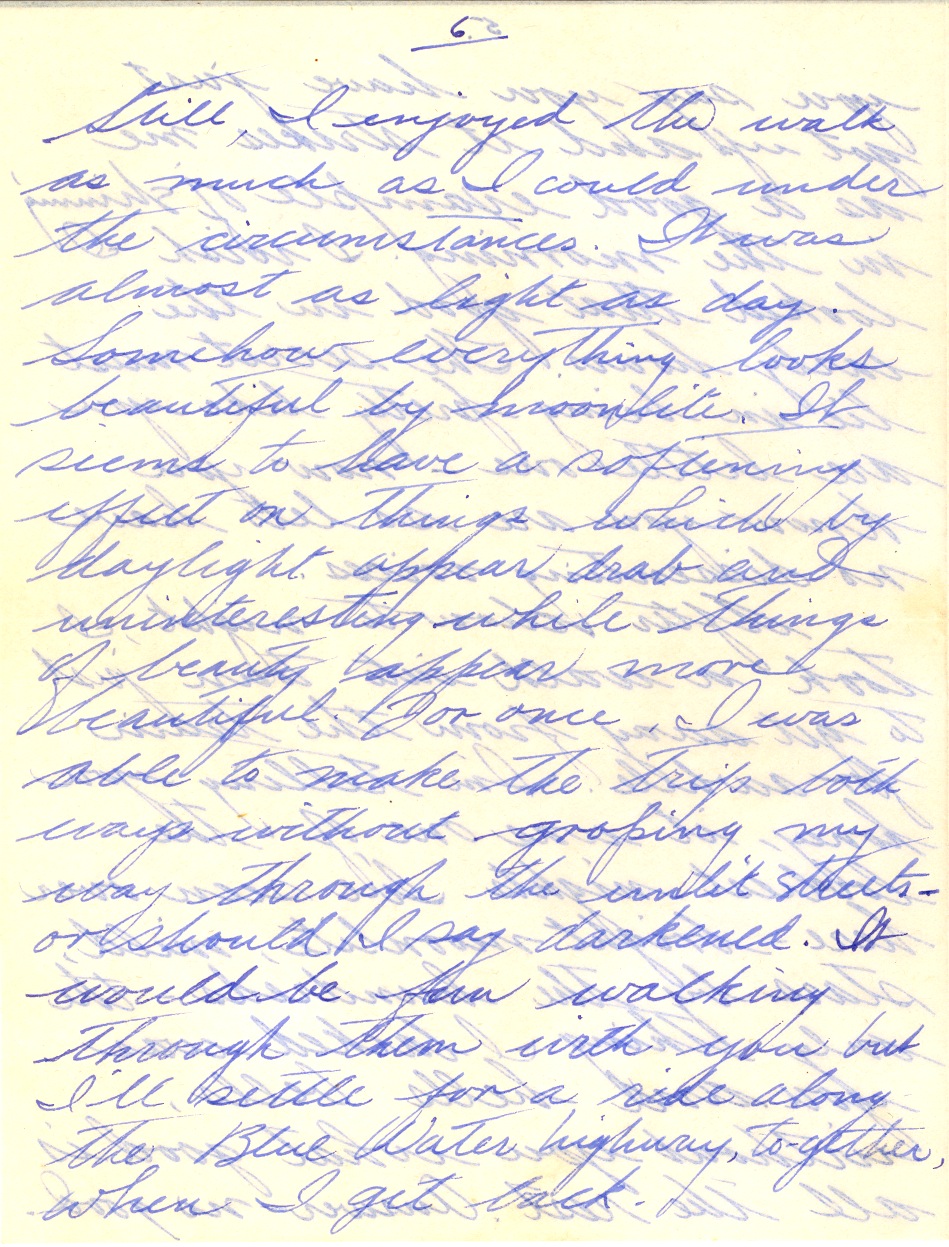 6.
Still, I enjoyed the walk
as much as I could under
the circumstances. It was
almost as light as day.
Somehow, everything looks
beautiful by moonlite. It
seems to have a softening
effect on things which by
daylight appear drab and
uninteresting while things
of beauty appear more
beautiful. For once, I was
able to make the trip both
ways without groping my
way through the unlit streets-
or should I say darkened. It
would be fun walking
through them with you but
I'll settle for a ride along
the Blue Water highway, together,
when I get back.